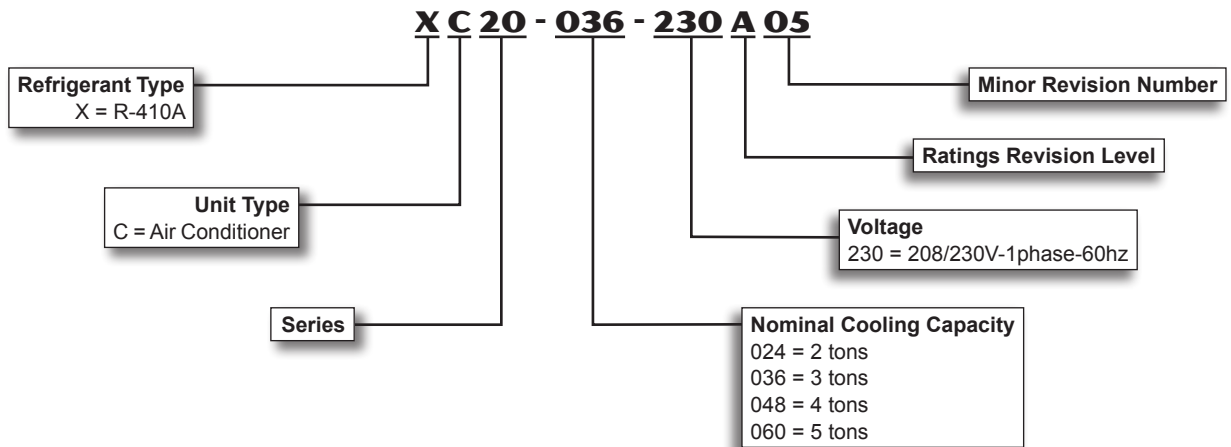 XC20-036-230A05
Refrigerant Type
X = R-410A
Minor Revision Number
Ratings Revision Level
Unit Type
C = Air Conditioner
Voltage
230 = 208/230V-1phase-60hz
Series
Nominal Cooling Capacity
024 = 2 tons
036 = 3 tons
048 = 4 tons
060 = 5 tons